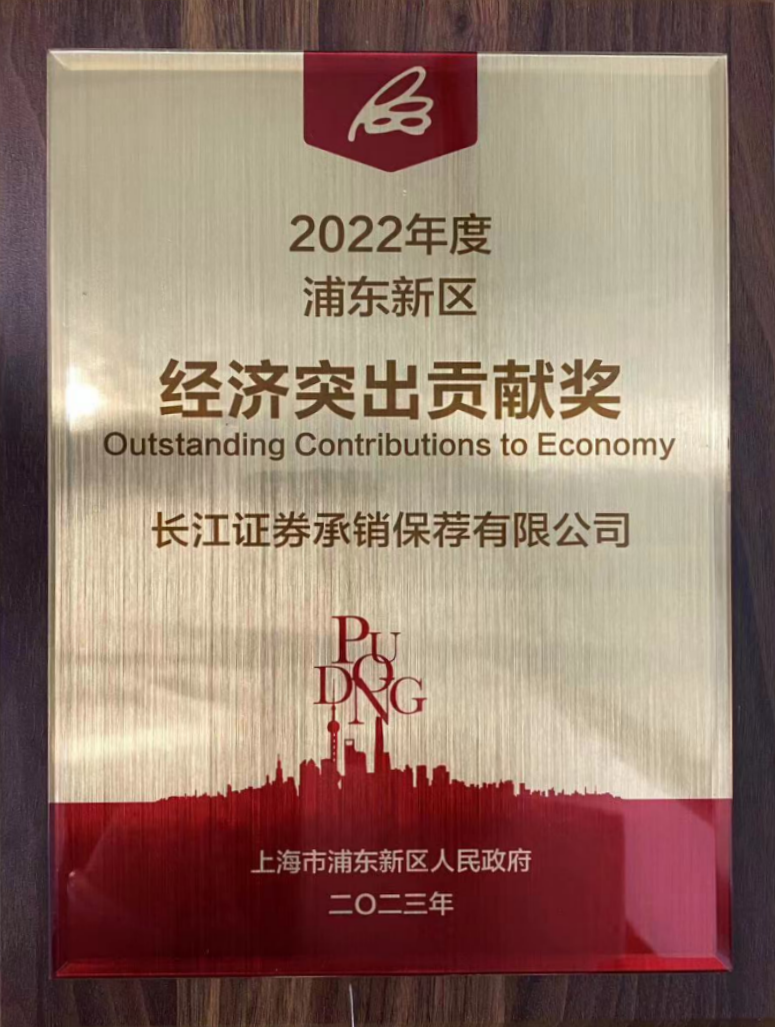 2022年度
浦东新区
经济突出贡献奖
Outstanding Contributions to Economy
长江证券承销保荐有限公司
PUDONG
上海市浦东新区人民政府
二〇二三年